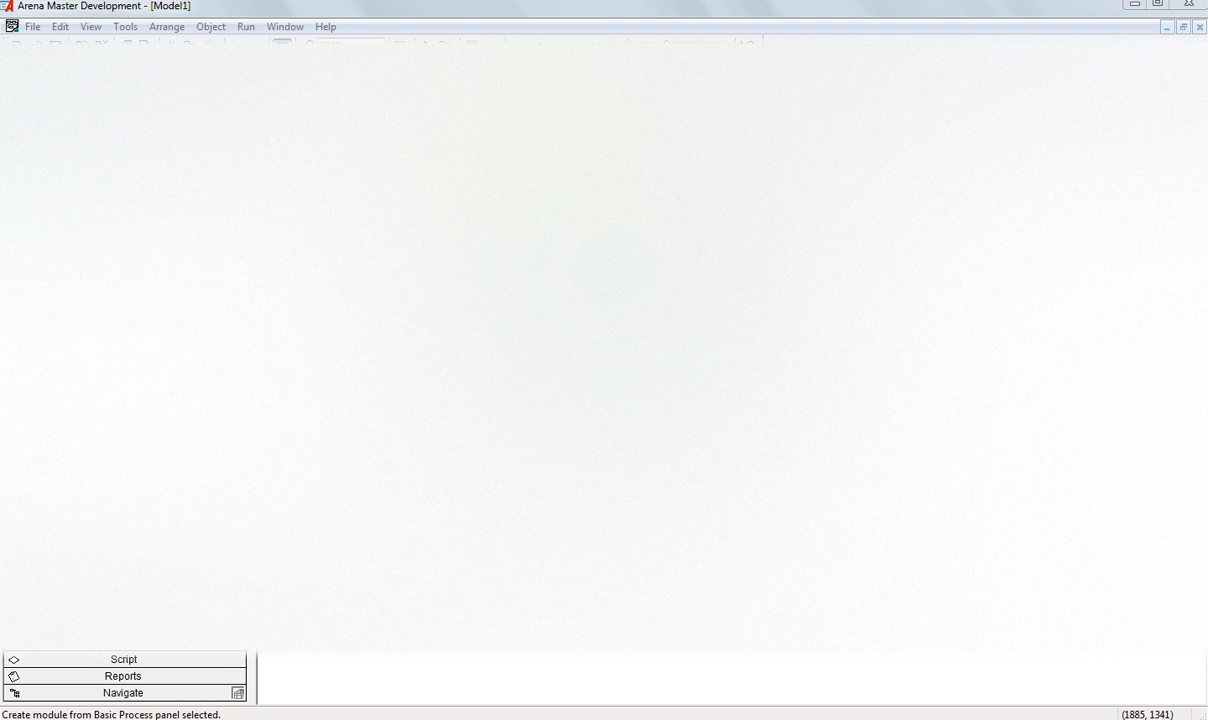 Arena Master Development - [Model1]
File Edit View Tools Arrange Object Run Window Help
Script
Reports
Navigate
Create module from Basic Process panel selected. (1885, 1341)